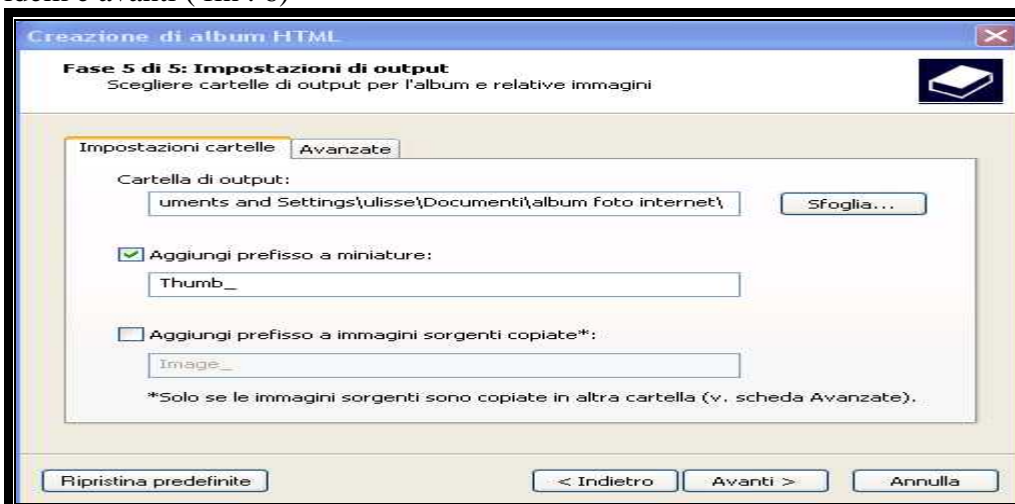 Creazione di album HTML
Fase 5 di 5: Impostazioni di output
Scegliere cartelle di output per l'album e relative immagini
Impostazioni cartelle Avanzate
Cartella di output:
uments and Settings\ulisse\Documenti\album foto internet\ Sfoglia...
Aggiungi prefisso a miniature:
Thumb_
Aggiungi prefisso a immagini sorgenti copiate*:
Image_
*Solo se le immagini sorgenti sono copiate in altra cartella (v. scheda Avanzate).
Ripristina predefinite < Indietro Avanti > Annulla